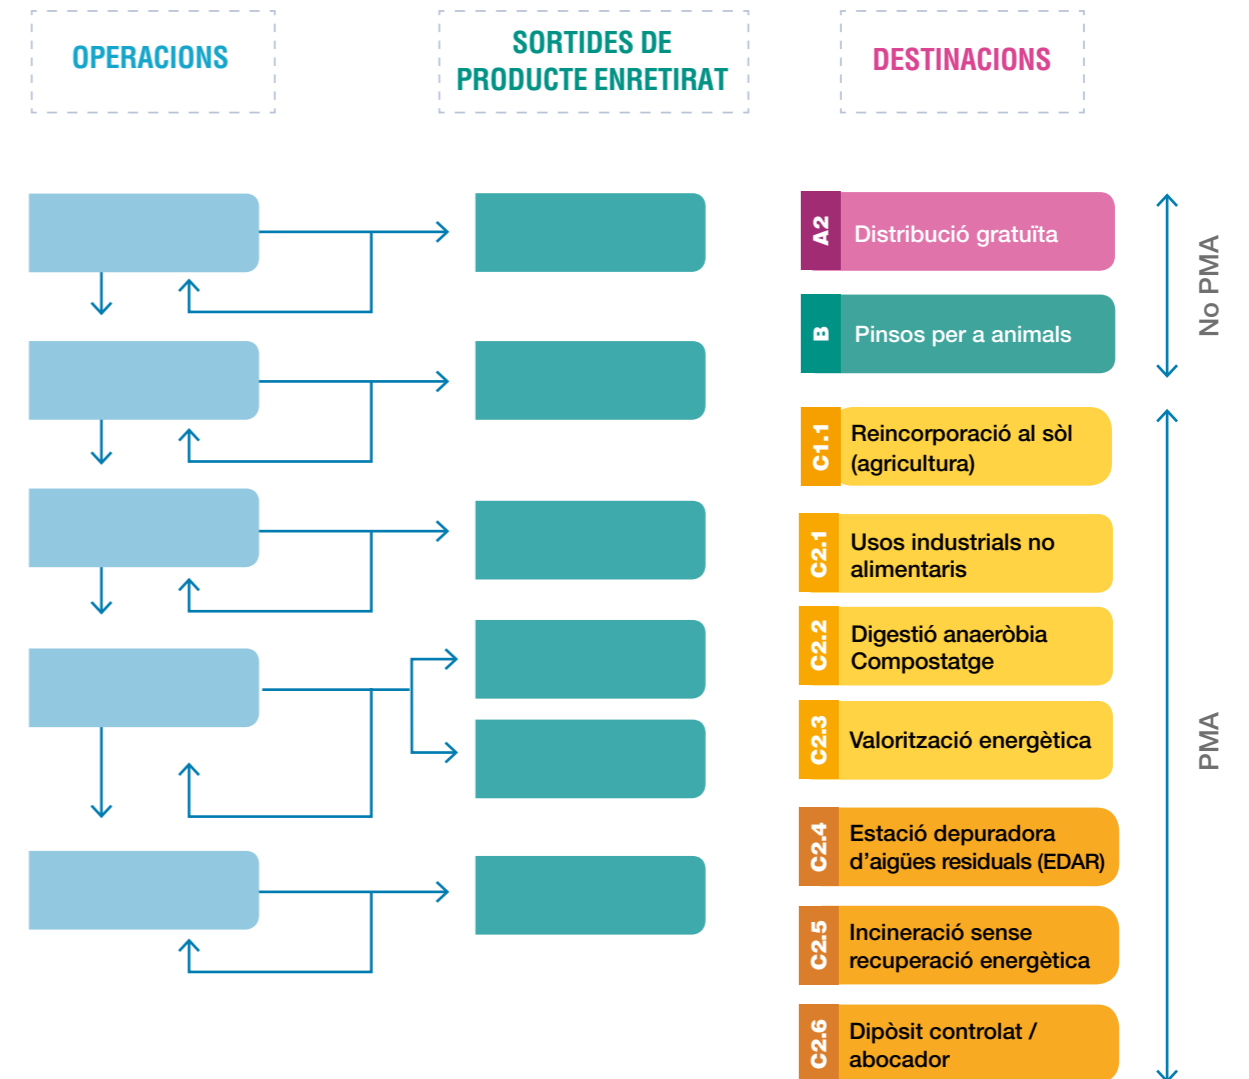 OPERACIONS
SORTIDES DE
PRODUCTE ENRETIRAT
DESTINACIONS
A2
Distribució gratuïta
B
Pinsos per a animals
No PMA
C1.1
Reincorporació al sòl
(agricultura)
C2.1
Usos industrials no
alimentaris
C2.2
Digestió anaeròbia
Compostatge
C2.3
Valorització energètica
PMA
C2.4
Estació depuradora
d’aigües residuals (EDAR)
C2.5
Incineració sense
recuperació energètica
C2.6
Dipòsit controlat /
abocador